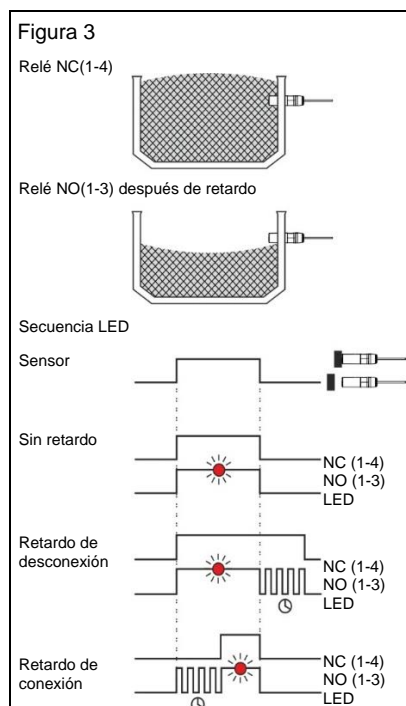 Figura 3
Relé NC(1-4)
Relé NO(1-3) después de retardo
Secuencia LED
Sensor
Sin retardo
NC (1-4)
NO (1-3)
LED
Retardo de
desconexión
NC (1-4)
NO (1-3)
LED
Retardo de
conexión
NC (1-4)
NO (1-3)
LED